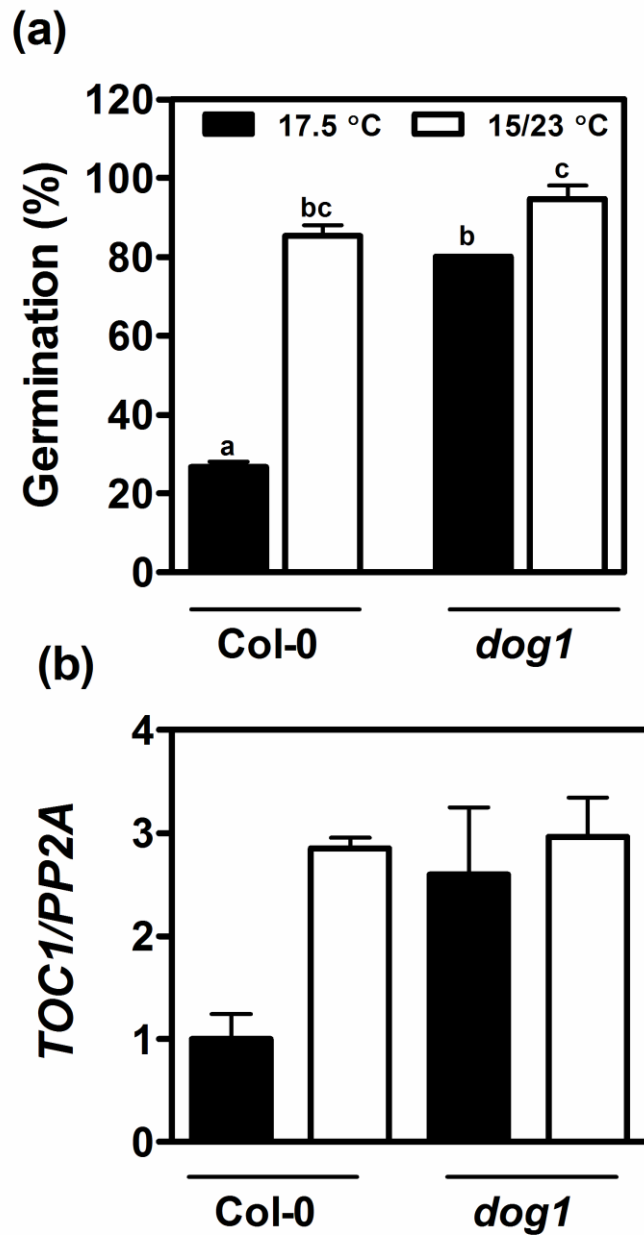 (a)
Germination (%)
120
100
80
60
40
20
0
17.5 °C
15/23 °C
a
bc
b
c
Col-0
dog1
(b)
TOC1/PP2A
4
3
2
1
0
Col-0
dog1